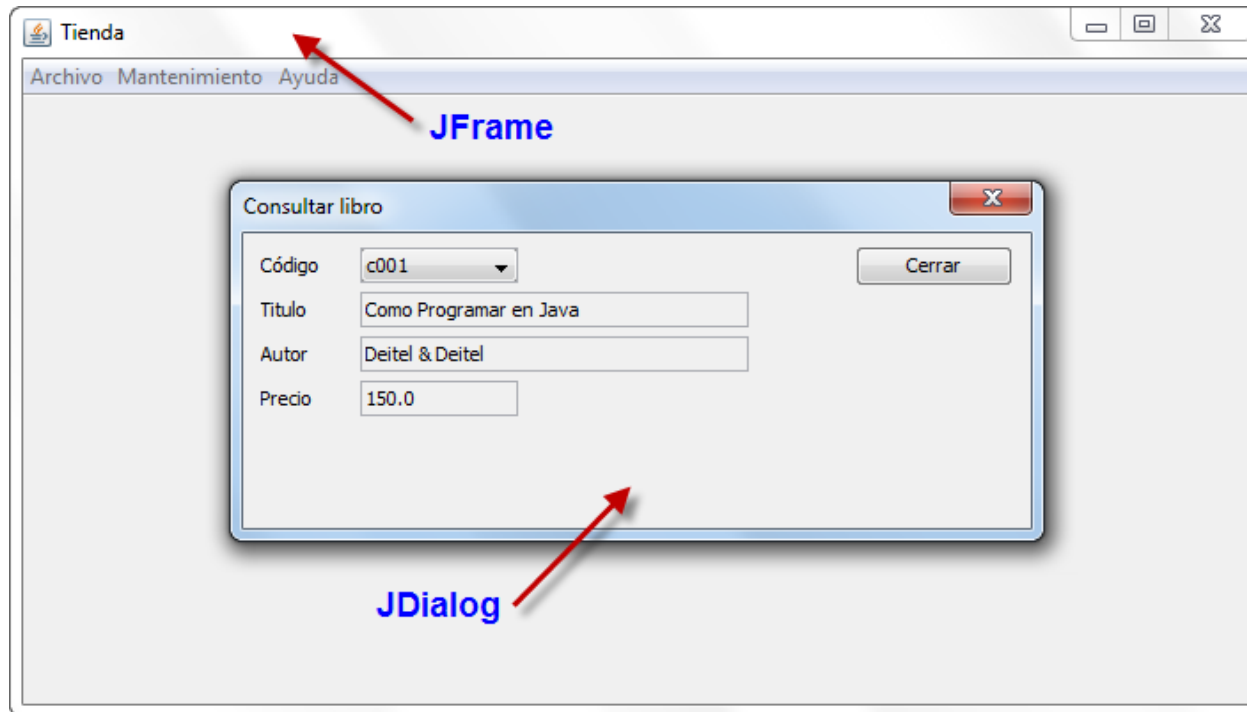 Tienda
Archivo Mantenimiento Ayuda
JFrame
Consultar libro
Código c001 Cerrar
Titulo Como Programar en Java
Autor Deitel & Deitel
Precio 150.0
JDialog